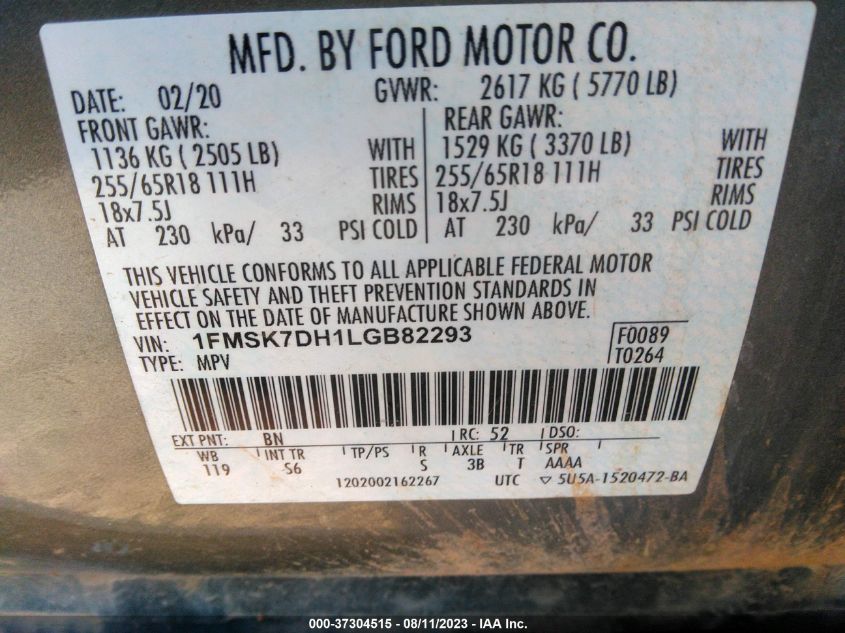 MFD. BY FORD MOTOR CO.
DATE: 02/20 GVWR: 2617 KG ( 5770 LB)
FRONT GAWR: REAR GAWR:
1136 KG ( 2505 LB) WITH 1529 KG ( 3370 LB) WITH
255/65R18 111H TIRES 255/65R18 111H TIRES
18x7.5J RIMS 18x7.5J RIMS
AT 230 kPa/ 33 PSI COLD AT 230 kPa/ 33 PSI COLD
THIS VEHICLE CONFORMS TO ALL APPLICABLE FEDERAL MOTOR
VEHICLE SAFETY AND THEFT PREVENTION STANDARDS IN
EFFECT ON THE DATE OF MANUFACTURE SHOWN ABOVE.
VIN: 1FMSK7DH1LGB82293 F0089
TYPE: MPV T0264
EXT PNT: BN RC: 52 DSO:
WB INT TR TP/PS R AXLE TR SPR
119 S6 S 3B T AAAA
1202002162267 UTC ▽ 5U5A-1520472-BA
000-37304515 - 08/11/2023 - IAA Inc.